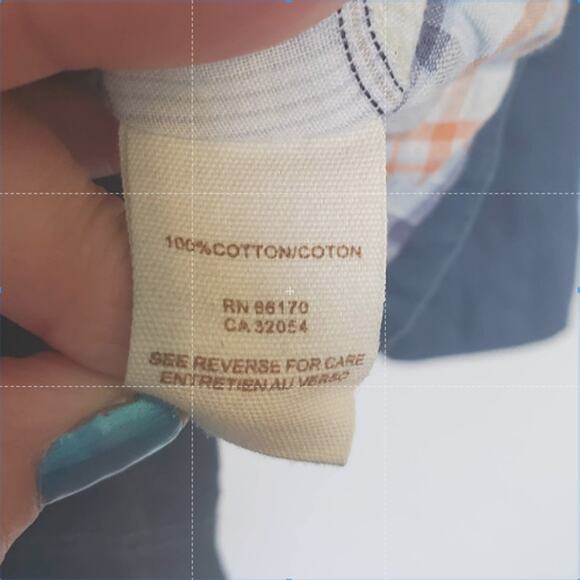 100%COTTON/COTON
RN 66170
CA 32054
SEE REVERSE FOR CARE
ENTRETIEN AU VERSO